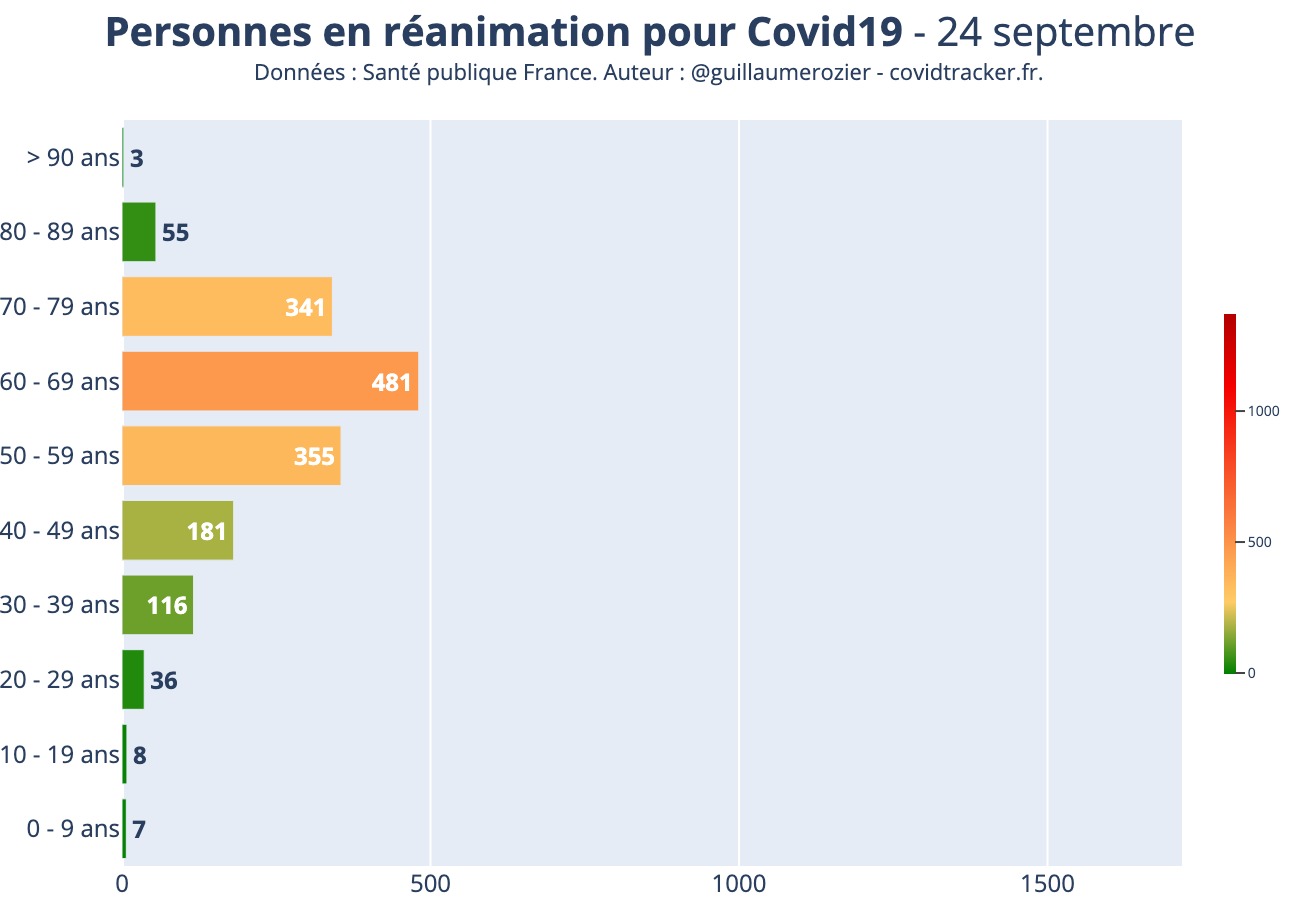 Personnes en réanimation pour Covid19 - 24 septembre
Données : Santé publique France. Auteur : @guillaumerozier - covidtracker.fr.
> 90 ans 3
80 - 89 ans 55
70 - 79 ans 341
60 - 69 ans 481
50 - 59 ans 355
40 - 49 ans 181
30 - 39 ans 116
20 - 29 ans 36
10 - 19 ans 8
0 - 9 ans 7
0 500 1000 1500
1000
500
0